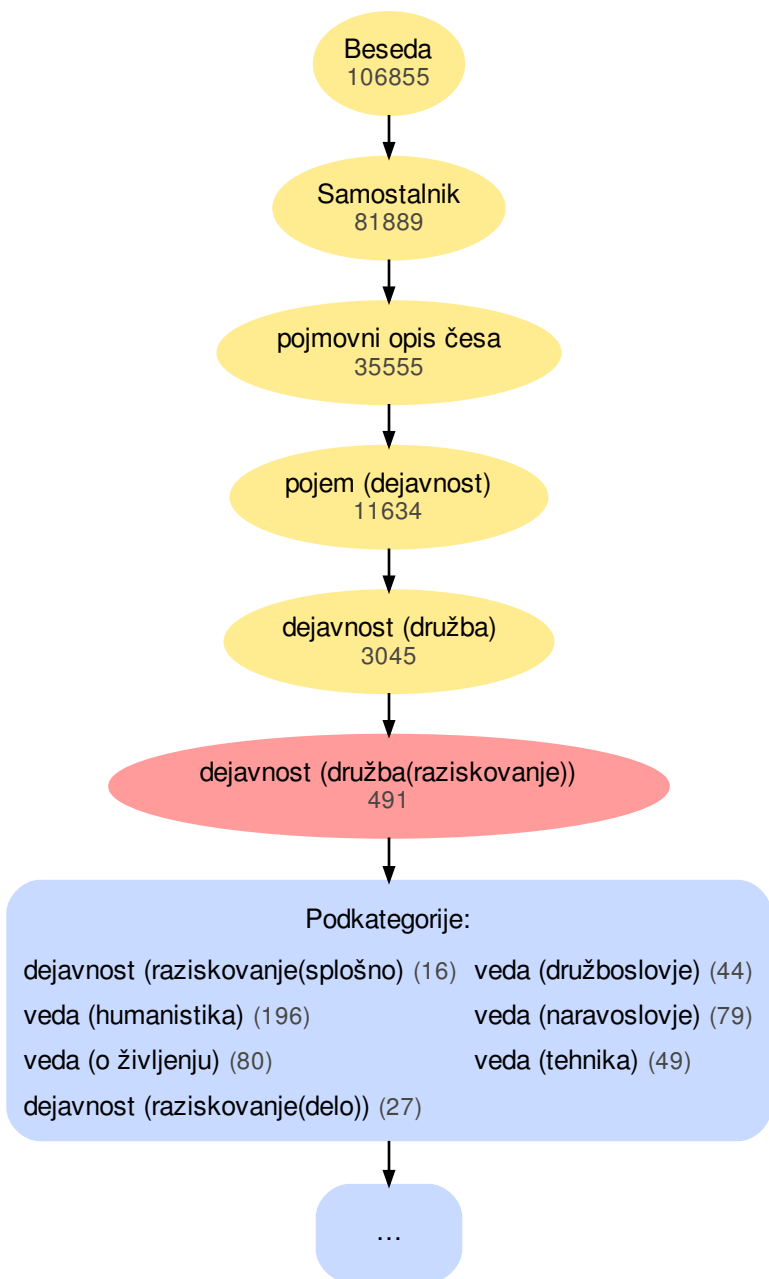 Beseda
106855
Samostalnik
81889
pojmovni opis česa
35555
pojem (dejavnost)
11634
dejavnost (družba)
3045
dejavnost (družba(raziskovanje))
491
Podkategorije:
dejavnost (raziskovanje(splošno) (16) veda (družboslovje) (44)
veda (humanistika) (196) veda (naravoslovje) (79)
veda (o življenju) (80) veda (tehnika) (49)
dejavnost (raziskovanje(delo)) (27)
...